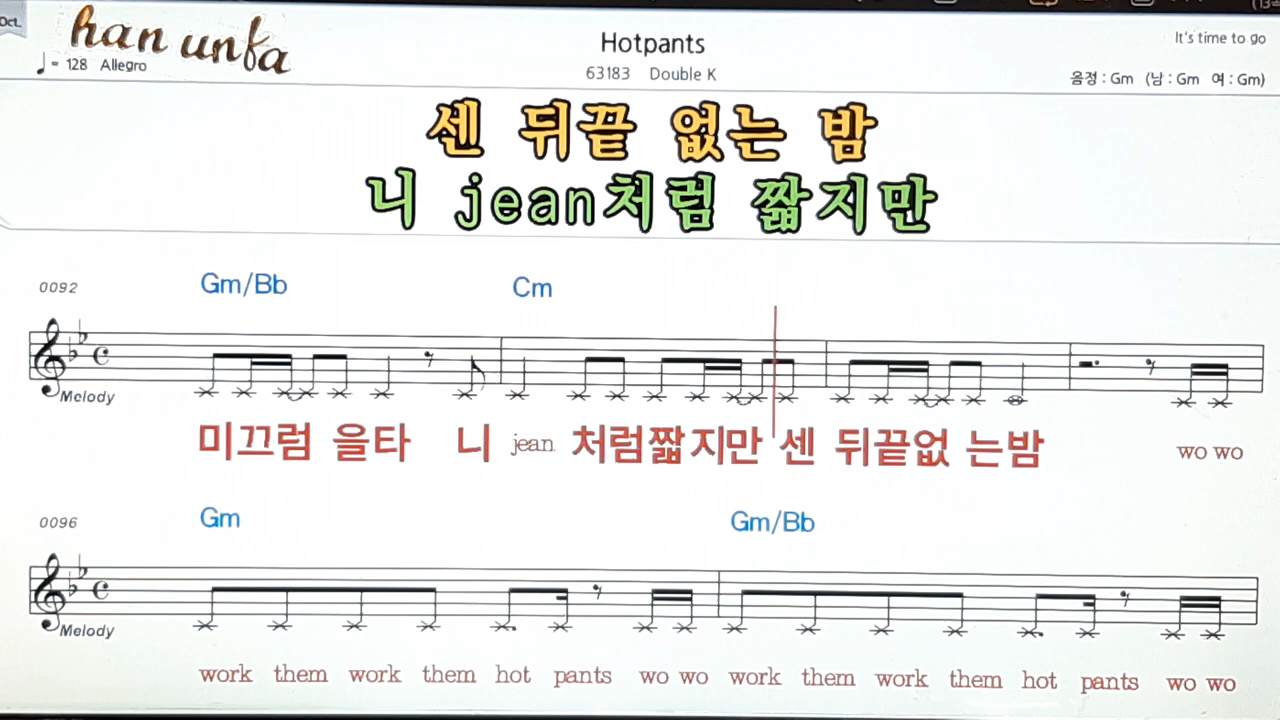 Oct.
han unfa
Hotpants
It's time to go
♩= 128 Allegro
63183 Double K
음정 : Gm (남 : Gm 여 : Gm)
센 뒤끝 없는 밤
니 jean처럼 짧지만
0092 Gm/Bb Cm
Melody
미끄럼 을타 니 jean 처럼짧지만 센 뒤끝없 는밤 wo wo
0096 Gm Gm/Bb
Melody
work them work them hot pants wo wo work them work them hot pants wo wo